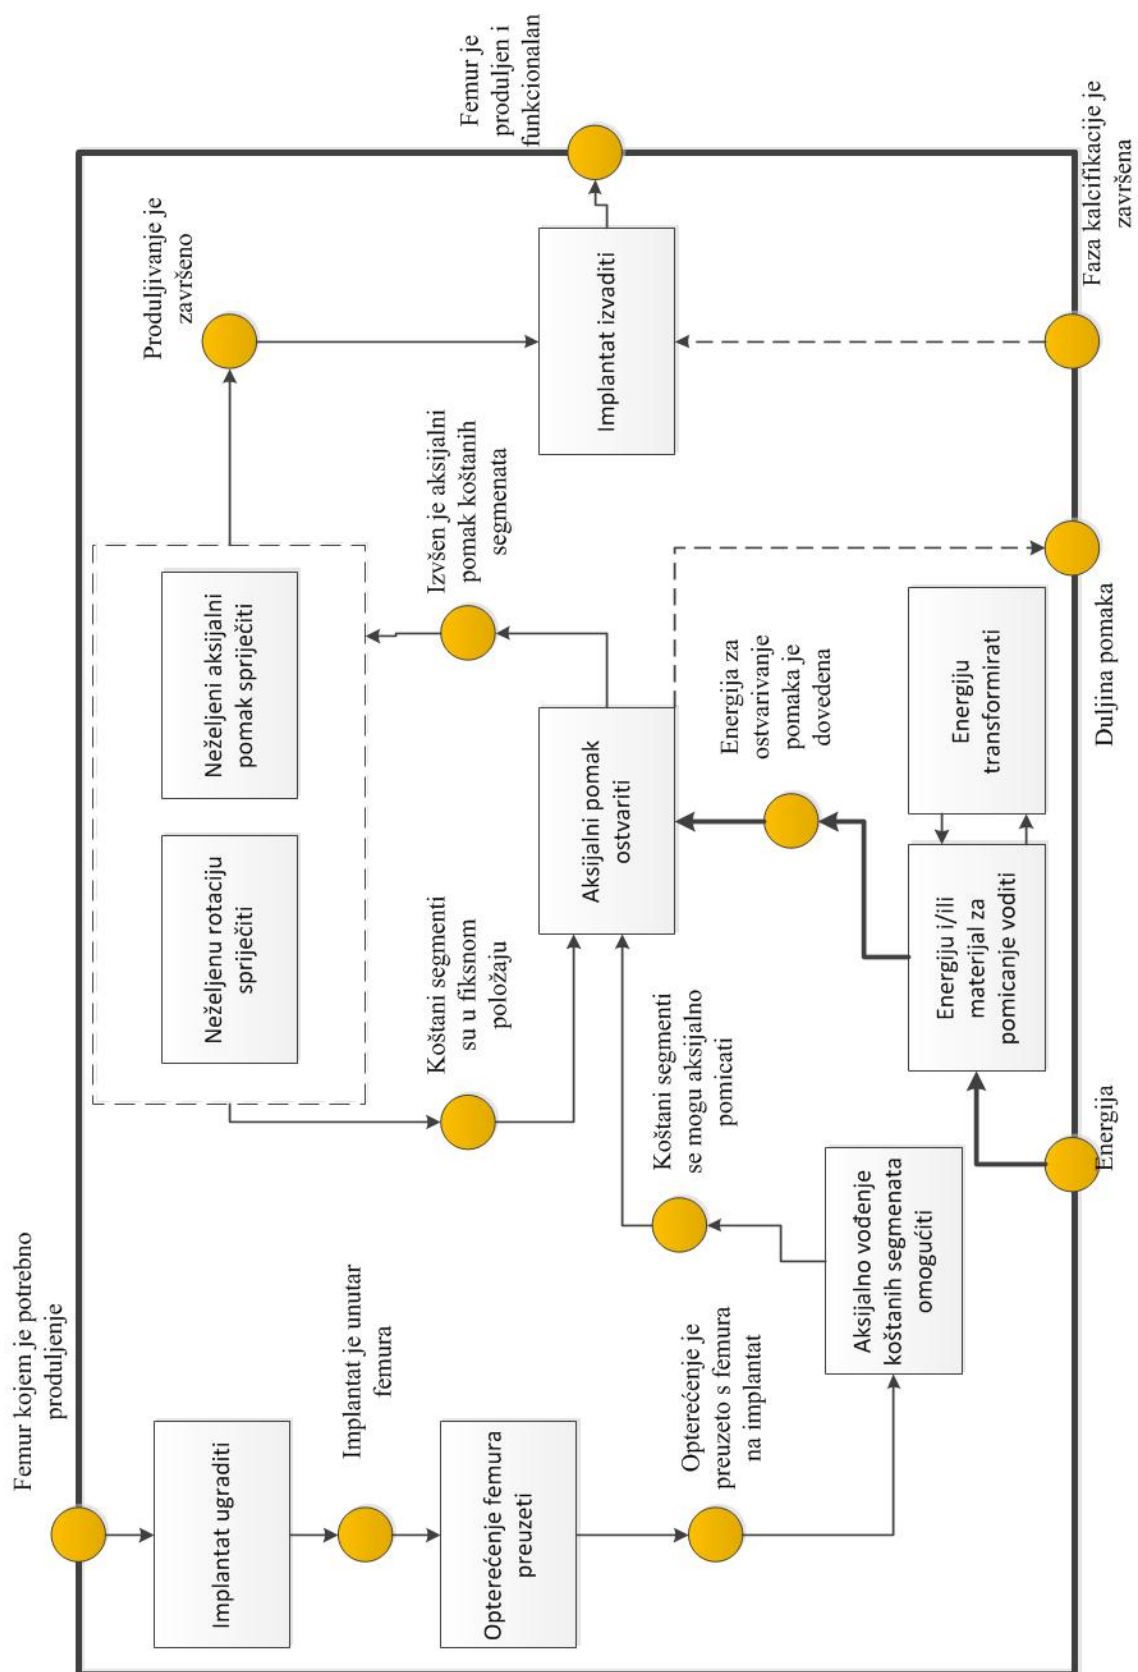 Femur kojem je potrebno
produljenje
Implantat ugraditi
Implantat je unutar
femura
Opterećenje femura
preuzeti
Opterećenje je
preuzeto s femura
na implantat
Aksijalno vođenje
koštanih segmenata
omogućiti
Koštani segmenti
se mogu aksijalno
pomicati
Neželjenu rotaciju
spriječiti
Neželjeni aksijalni
pomak spriječiti
Koštani segmenti
su u fiksnom
položaju
Aksijalni pomak
ostvariti
Izvšen je aksijalni
pomak koštanih
segmenata
Energija za
ostvarivanje
pomaka je
dovedena
Energiju i/ili
materijal za
pomicanje voditi
Energiju
transformirati
Energija
Duljina pomaka
Produljivanje je
završeno
Implantat izvaditi
Femur je
produljen i
funkcionalan
Faza kalcifikacije je
završena